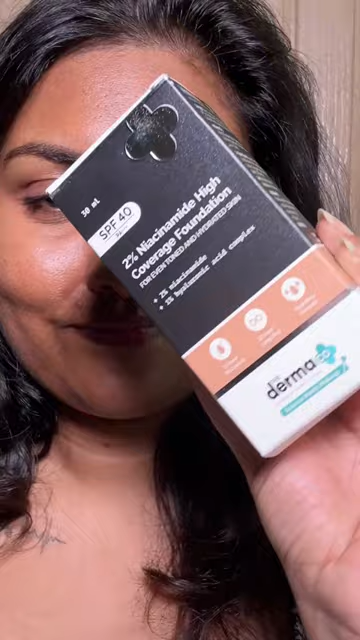 30 ml
SPF 40
2% Niacinamide High
Coverage Foundation
FOR EVEN TONED AND HYDRATED SKIN
+ 2% niacinamide
+ 1% hyaluronic acid complex
derma co